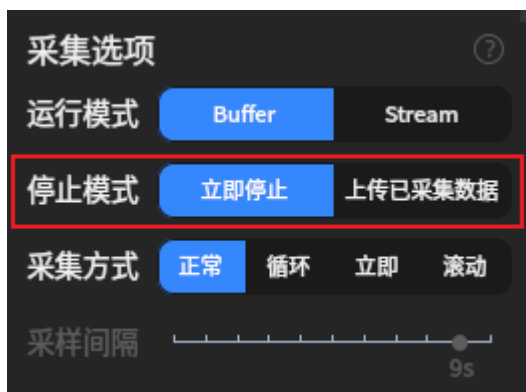 采集选项 ?
运行模式 Buffer Stream
停止模式 立即停止 上传已采集数据
采集方式 正常 循环 立即 滚动
采样间隔
9s